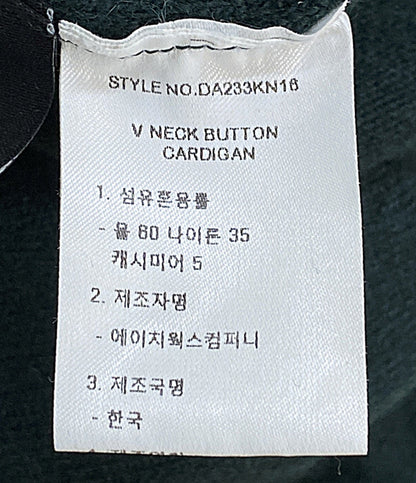 STYLE NO.DA233KN16
V NECK BUTTON
CARDIGAN
1. 섬유혼용률
- 울 60 나이론 35
캐시미어 5
2. 제조자명
- 에이치웍스컴퍼니
3. 제조국명
- 한국